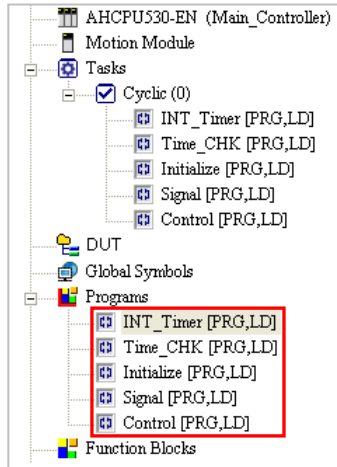 AHCPU530-EN (Main_Controller)
Motion Module
Tasks
Cyclic (0)
INT_Timer [PRG,LD]
Time_CHK [PRG,LD]
Initialize [PRG,LD]
Signal [PRG,LD]
Control [PRG,LD]
DUT
Global Symbols
Programs
INT_Timer [PRG,LD]
Time_CHK [PRG,LD]
Initialize [PRG,LD]
Signal [PRG,LD]
Control [PRG,LD]
Function Blocks